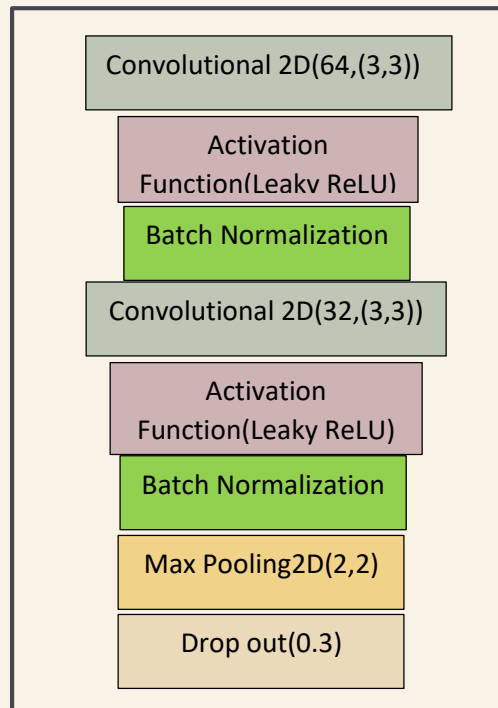 Convolutional 2D(64,(3,3))
Activation
Function(Leaky ReLU)
Batch Normalization
Convolutional 2D(32,(3,3))
Activation
Function(Leaky ReLU)
Batch Normalization
Max Pooling2D(2,2)
Drop out(0.3)